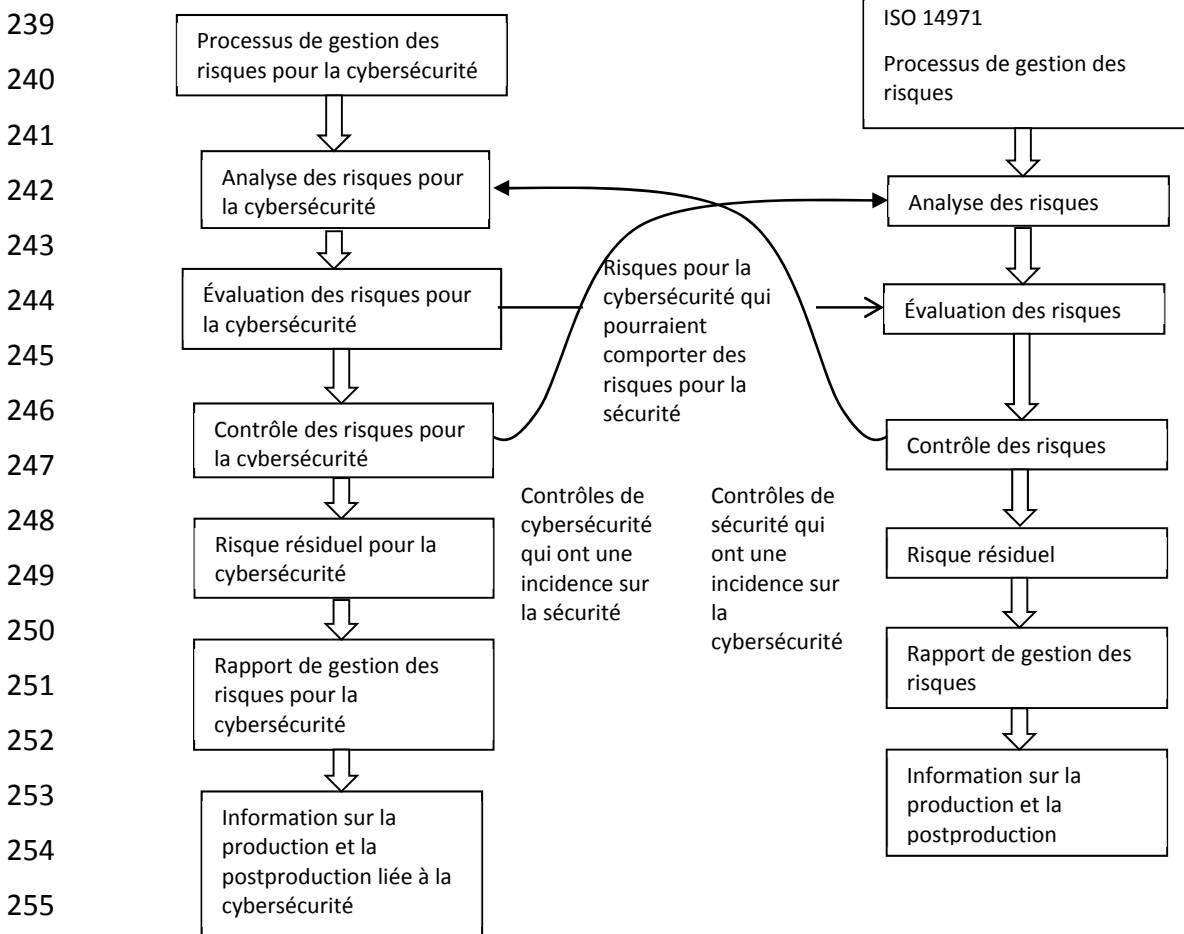 239
240
241
242
243
244
245
246
247
248
249
250
251
252
253
254
255
Processus de gestion des
risques pour la cybersécurité
Analyse des risques pour
la cybersécurité
Évaluation des risques pour
la cybersécurité
Contrôle des risques pour
la cybersécurité
Risque résiduel pour la
cybersécurité
Rapport de gestion des
risques pour la
cybersécurité
Information sur la
production et la
postproduction liée à la
cybersécurité
Risques pour la
cybersécurité qui
pourraient
comporter des
risques pour la
sécurité
Contrôles de
cybersécurité
qui ont une
incidence sur
la sécurité
Contrôles de
sécurité qui
ont une
incidence sur
la
cybersécurité
ISO 14971
Processus de gestion des
risques
Analyse des risques
Évaluation des risques
Contrôle des risques
Risque résiduel
Rapport de gestion des
risques
Information sur la
production et la
postproduction